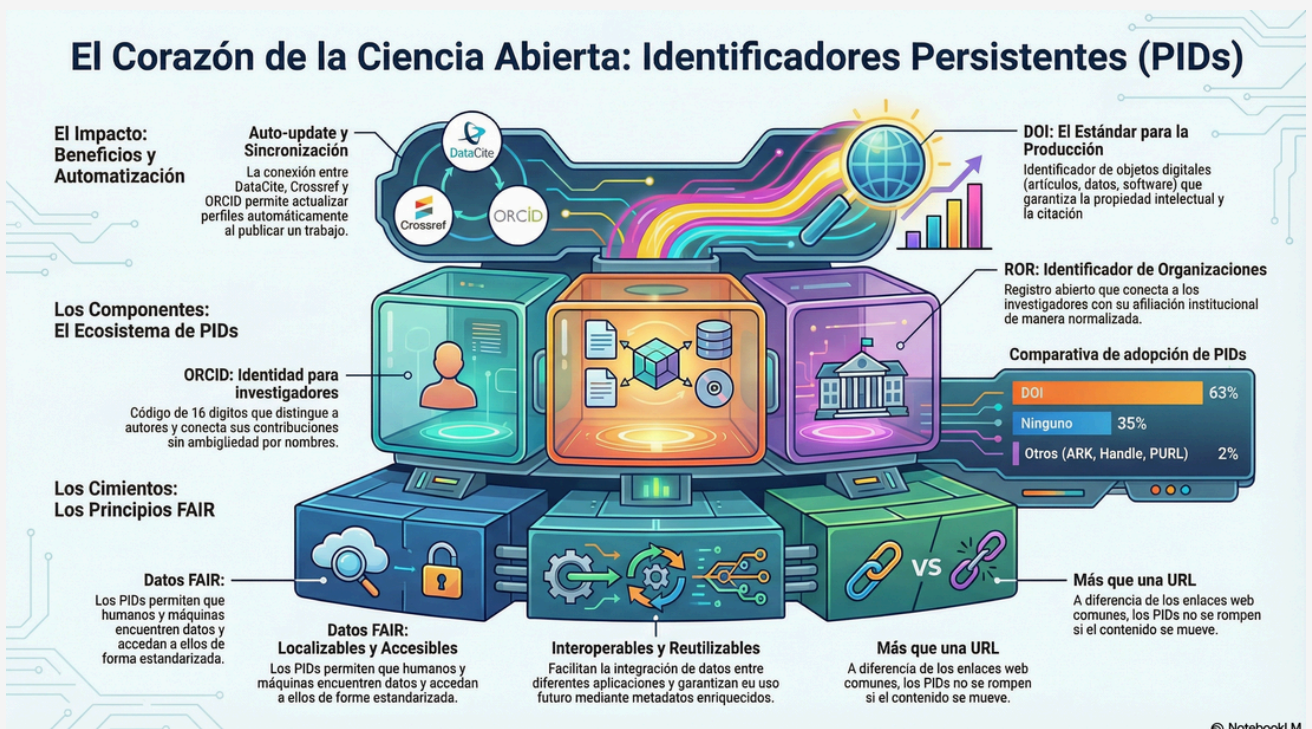 El Corazón de la Ciencia Abierta: Identificadores Persistentes (PIDs)
El Impacto:
Beneficios y
Automatización
Auto-update y
Sincronización
La conexión entre
DataCite, Crossref y
ORCID permite actualizar
perfiles automáticamente
al publicar un trabajo.
DataCite
Crossref
ORCID
DOI: El Estándar para la
Producción
Identificador de objetos digitales
(artículos, datos, software) que
garantiza la propiedad intelectual y
la citación
ROR: Identificador de Organizaciones
Registro abierto que conecta a los
investigadores con su afiliación institucional
de manera normalizada.
Los Componentes:
El Ecosistema de PIDs
ORCID: Identidad para
investigadores
Código de 16 digitos que distingue a
autores y conecta sus contribuciones
sin ambigüedad por nombres.
Comparativa de adopción de PIDs
DOI 63%
Ninguno 35%
Otros (ARK, Handle, PURL) 2%
Los Cimientos:
Los Principios FAIR
VS
Datos FAIR:
Los PIDs permiten que
humanos y máquinas
encuentren datos y
accedan a ellos de
forma estandarizada.
Datos FAIR:
Localizables y Accesibles
Los PIDs permiten que humanos y
máquinas encuentren datos y accedan
a ellos de forme estandarizada.
Interoperables y Reutilizables
Facilitan la integración de datos entre
diferentes aplicaciones y garantizan eu uso
futuro mediante metadatos enriquecidos.
Más que una URL
A diferencia de los enlaces web
comunes, los PIDs no se rompen
si el contenido se mueve.
Más que una URL
A diferencia de los enlaces web
comunes, los PIDs no se rompen
si el contenido se mueve.
NotebookLM